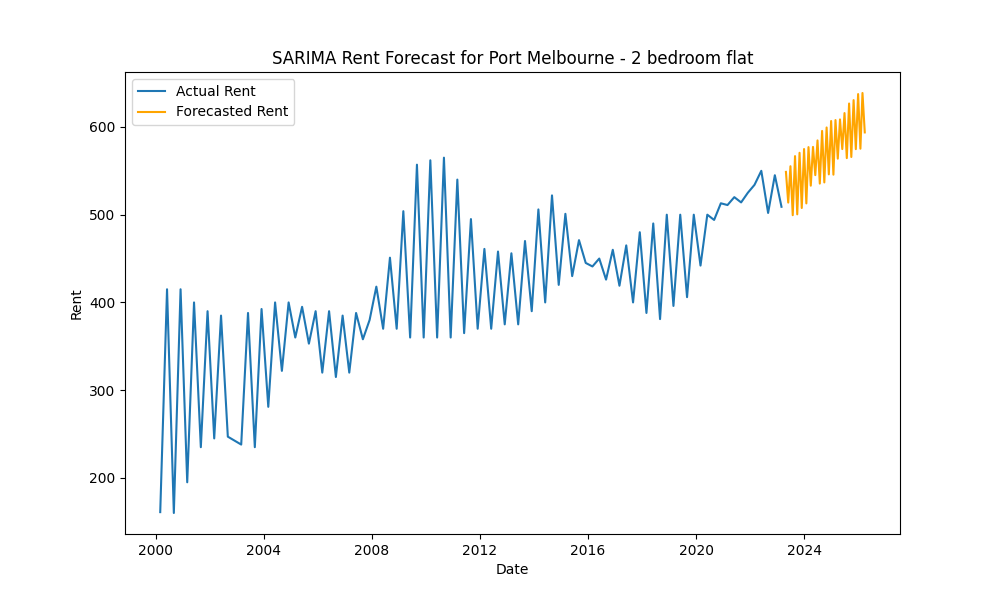 SARIMA Rent Forecast for Port Melbourne - 2 bedroom flat
Actual Rent
Forecasted Rent
600
500
400
300
200
Rent
2000 2004 2008 2012 2016 2020 2024
Date